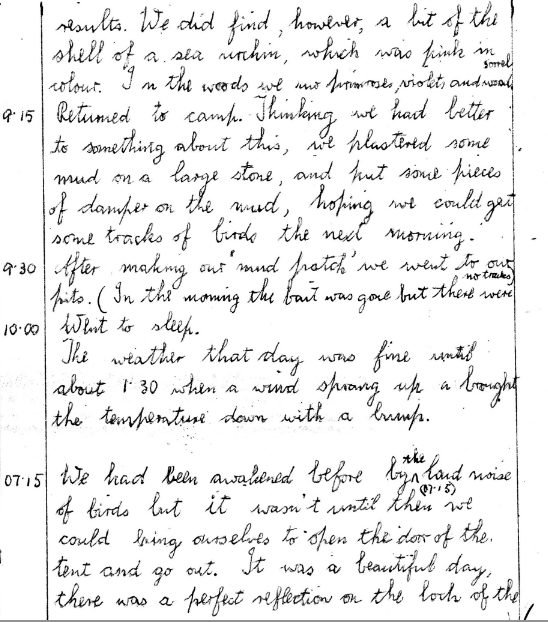 results. We did find, however, a bit of the
shell of a sea urchin, which was pink in
colour. In the woods we saw primroses, violets and wood sorrel
9.15 Returned to camp. Thinking we had better
to something about this, we plastered some
mud on a large stone, and put some pieces
of damper on the mud, hoping we could get
some tracks of birds the next morning.
9.30 After making our "mud patch" we went to our
pits. (In the morning the bait was gone but there were no tracks)
10.00 Went to sleep.
The weather that day was fine until
about 1.30 when a wind sprang up a brought
the temperature down with a bump.
07.15 We had been awakened before by the loud noise
of birds but it wasn't until then (07.15) we
could bring ourselves to open the door of the
tent and go out. It was a beautiful day,
there was a perfect reflection on the loch of the